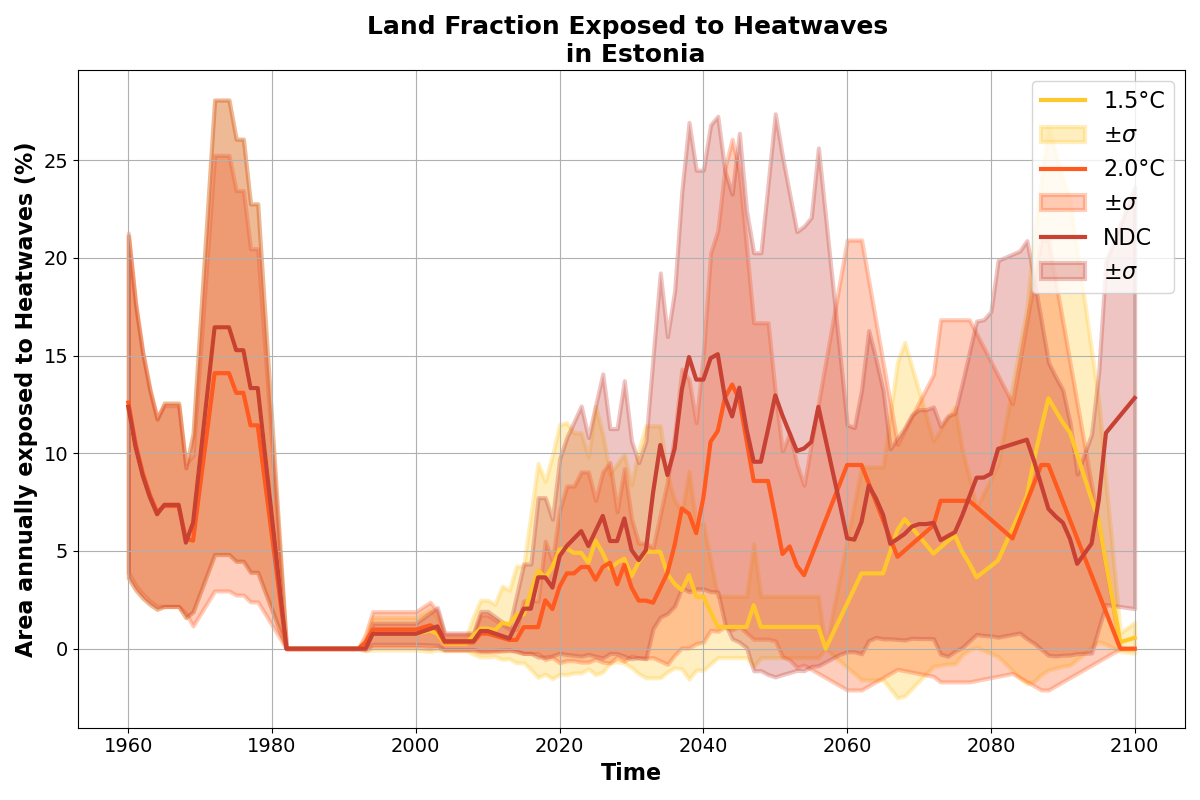 Land Fraction Exposed to Heatwaves
in Estonia
Area annually exposed to Heatwaves (%)
25
20
15
10
5
0
1960 1980 2000 2020 2040 2060 2080 2100
Time
1.5°C
±σ
2.0°C
±σ
NDC
±σ